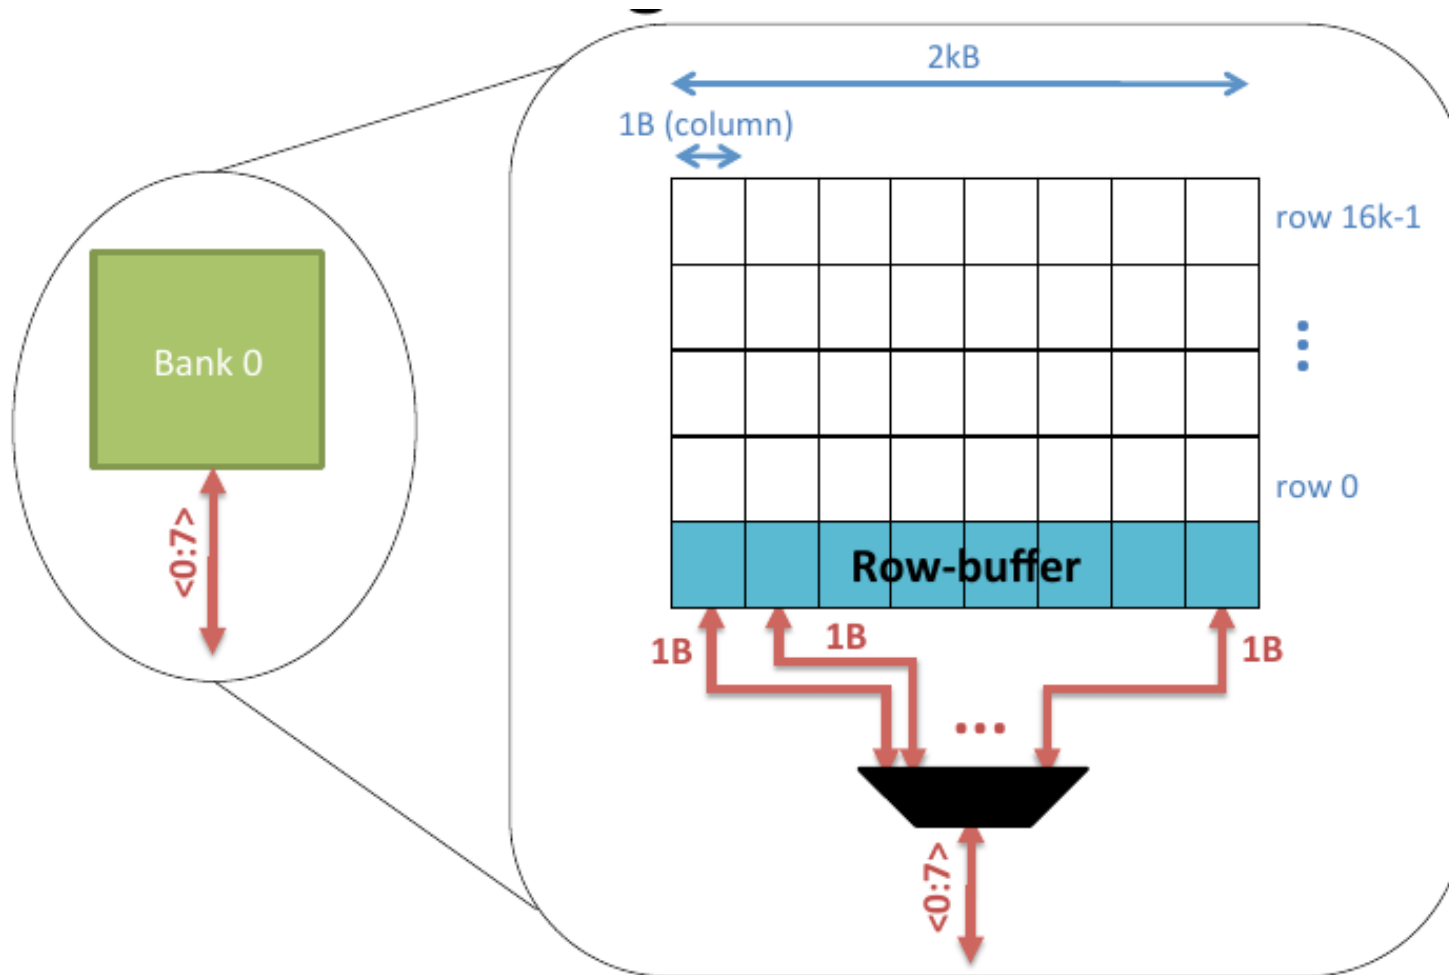 2kB
1B (column)
row 16k-1
Bank 0
row 0
<0:7>
Row-buffer
1B
1B
1B
<0:7>